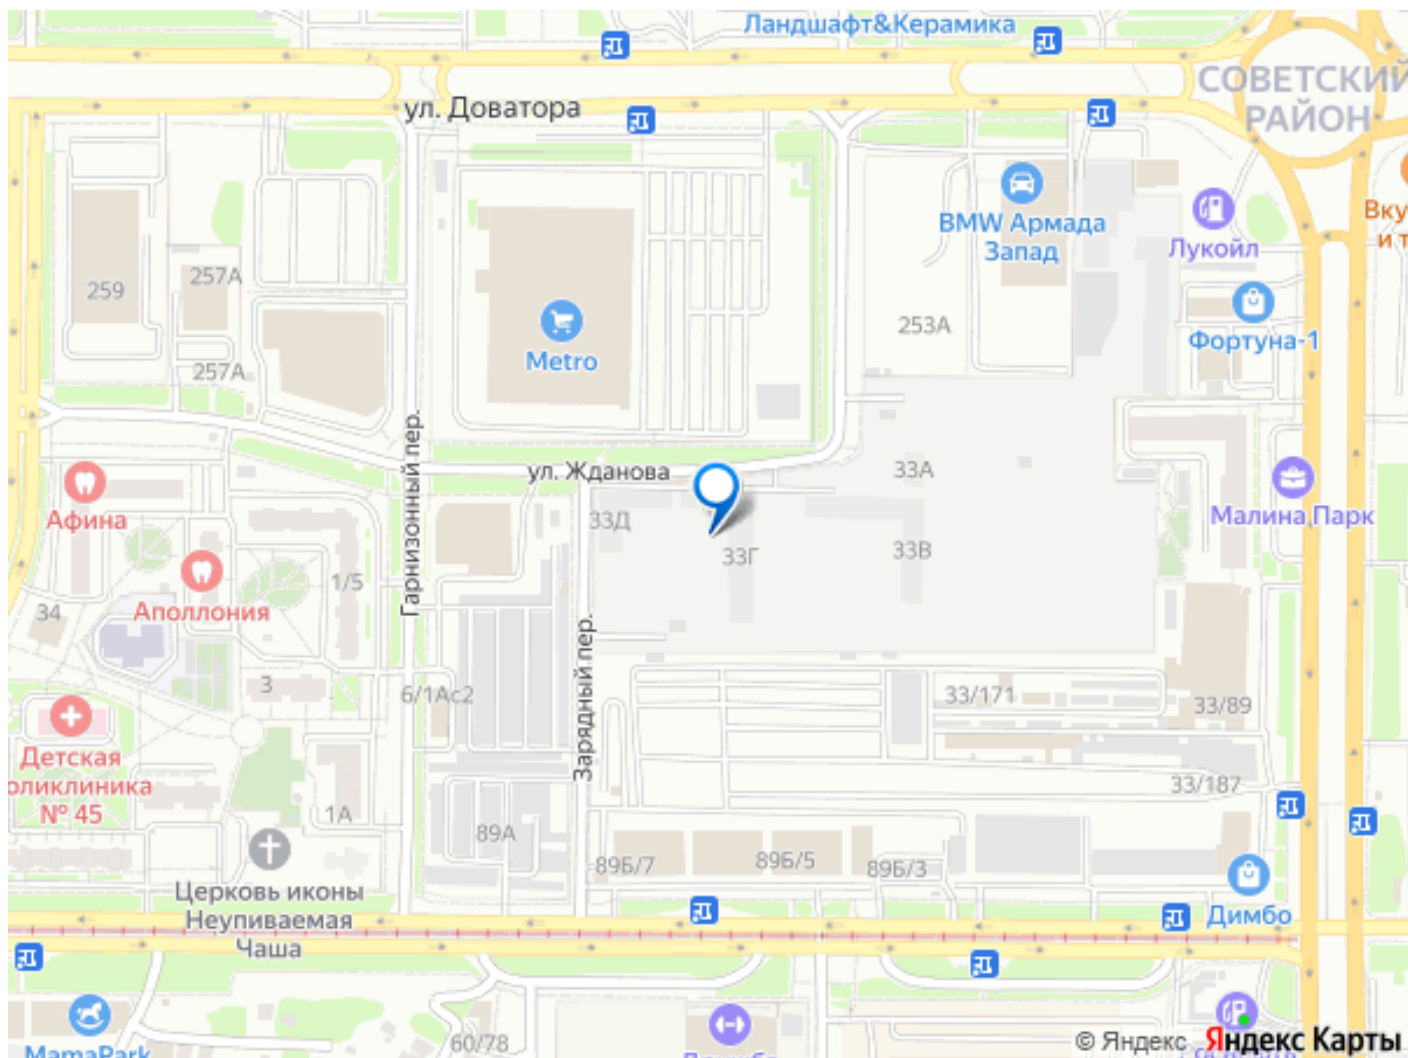 Ландшафт&Керамика
СОВЕТСКИЙ
РАЙОН
ул. Доватора
BMW Армада
Запад
Лукойл
Вку
и т
259
257А
Metro
253А
Фортуна-1
257А
Гарнизонный пер.
ул. Жданова
33А
Афина
33Д
Малина Парк
33Г
33В
1/5
Аполлония
34
Зарядный пер.
3
6/1Ас2
33/171
33/89
Детская
оликлиника
№ 45
33/187
1А
89А
89Б/7
89Б/5
89Б/3
Церковь иконы
Неупиваемая
Чаша
Димбо
60/78
MamaPark
© Яндекс Яндекс Карты